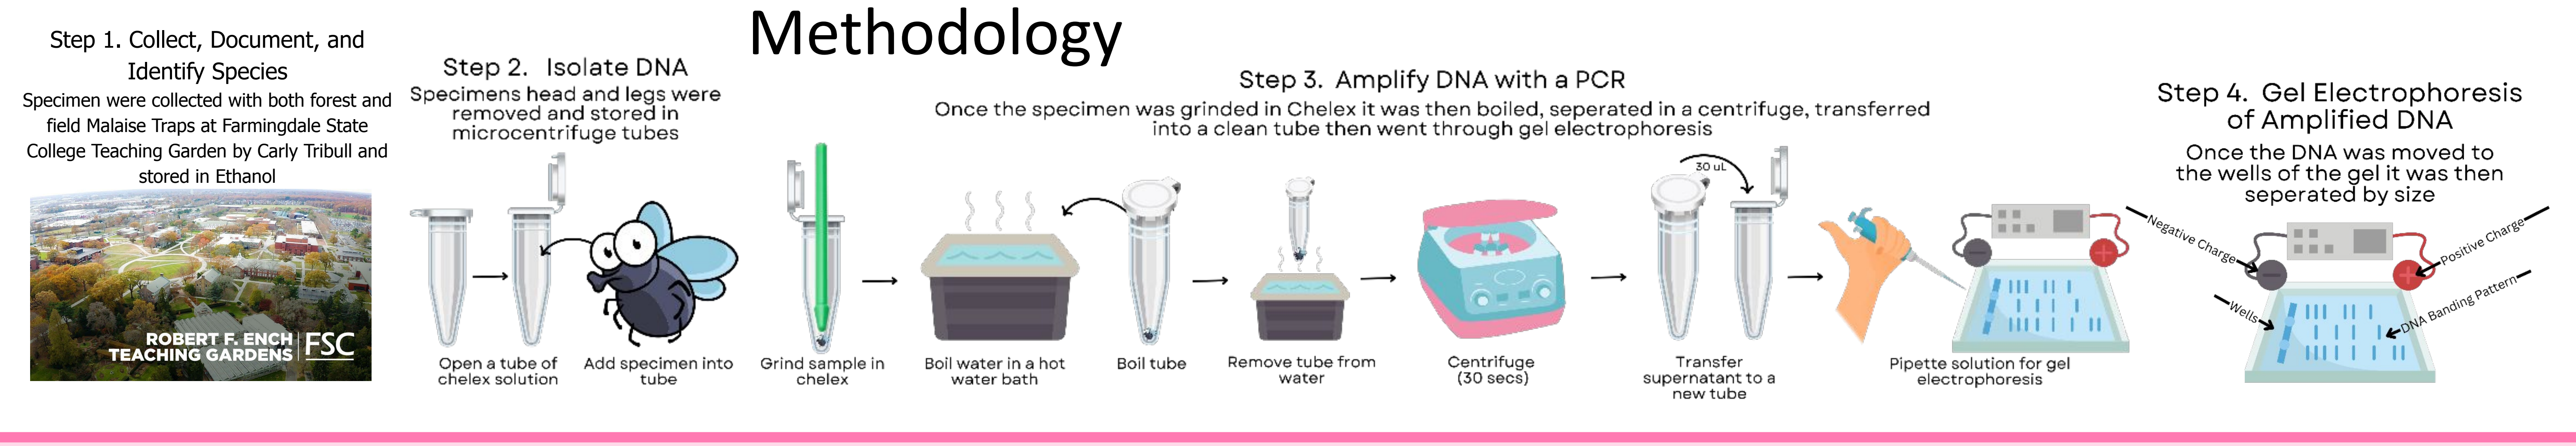 Methodology
Step 1. Collect, Document, and
Identify Species
Specimen were collected with both forest and
field Malaise Traps at Farmingdale State
College Teaching Garden by Carly Tribull and
stored in Ethanol
ROBERT F. ENCH
TEACHING GARDENS
FSC
Step 2. Isolate DNA
Specimens head and legs were
removed and stored in
microcentrifuge tubes
Open a tube of
chelex solution
Add specimen into
tube
Step 3. Amplify DNA with a PCR
Once the specimen was grinded in Chelex it was then boiled, seperated in a centrifuge, transferred
into a clean tube then went through gel electrophoresis
Grind sample in
chelex
Boil water in a hot
water bath
Boil tube
Remove tube from
water
Centrifuge
(30 secs)
30 uL
Transfer
supernatant to a
new tube
Pipette solution for gel
electrophoresis
Step 4. Gel Electrophoresis
of Amplified DNA
Once the DNA was moved to
the wells of the gel it was then
seperated by size
Negative Charge
Positive Charge
Wells
DNA Banding Pattern